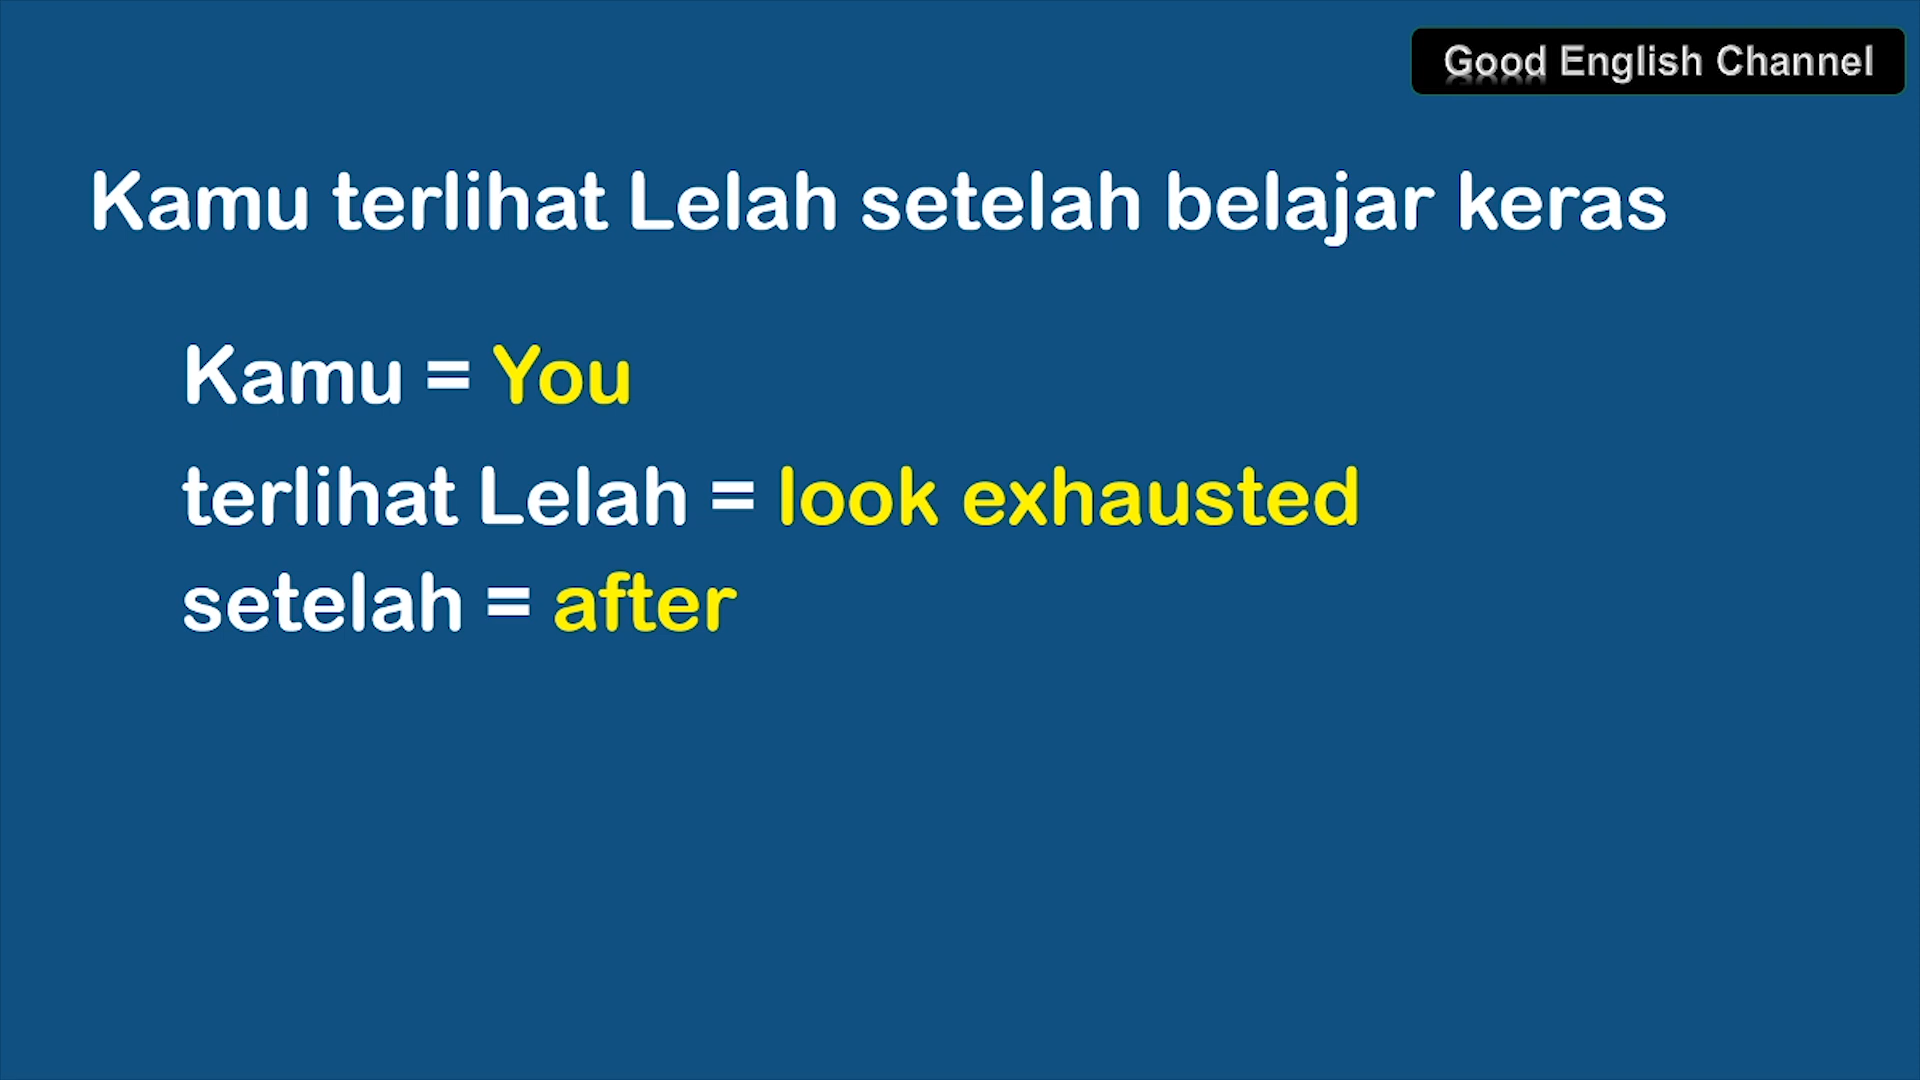 Good English Channel
Kamu terlihat Lelah setelah belajar keras
Kamu = You
terlihat Lelah = look exhausted
setelah = after